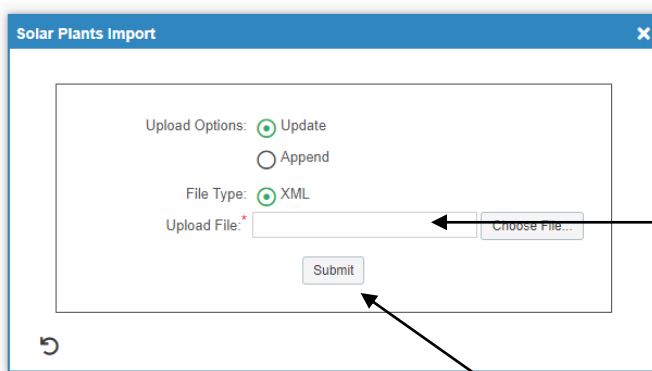 Solar Plants Import
Upload Options: Update
Append
File Type: XML
Upload File:* Choose File...
Submit